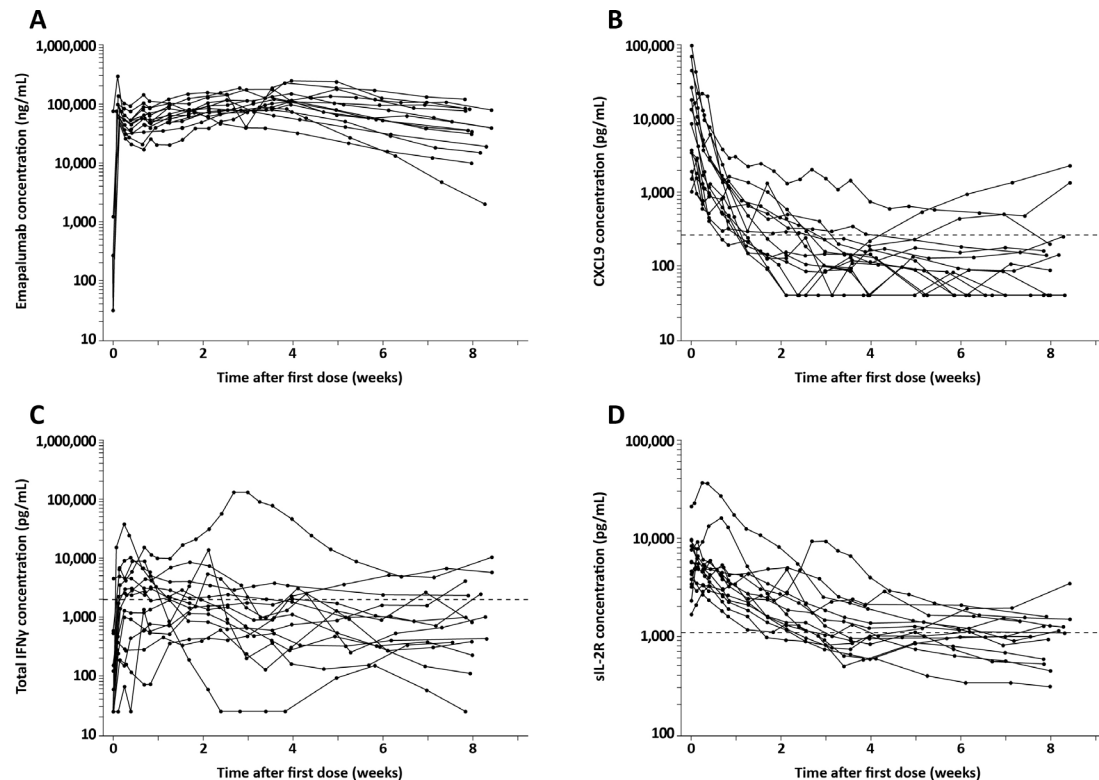 A
Emapalumab concentration (ng/mL)
1,000,000
100,000
10,000
1,000
100
10
0 2 4 6 8
Time after first dose (weeks)
B
CXCL9 concentration (pg/mL)
100,000
10,000
1,000
100
10
0 2 4 6 8
Time after first dose (weeks)
C
Total IFNγ concentration (pg/mL)
1,000,000
100,000
10,000
1,000
100
10
0 2 4 6 8
Time after first dose (weeks)
D
sIL-2R concentration (pg/mL)
100,000
10,000
1,000
100
0 2 4 6 8
Time after first dose (weeks)